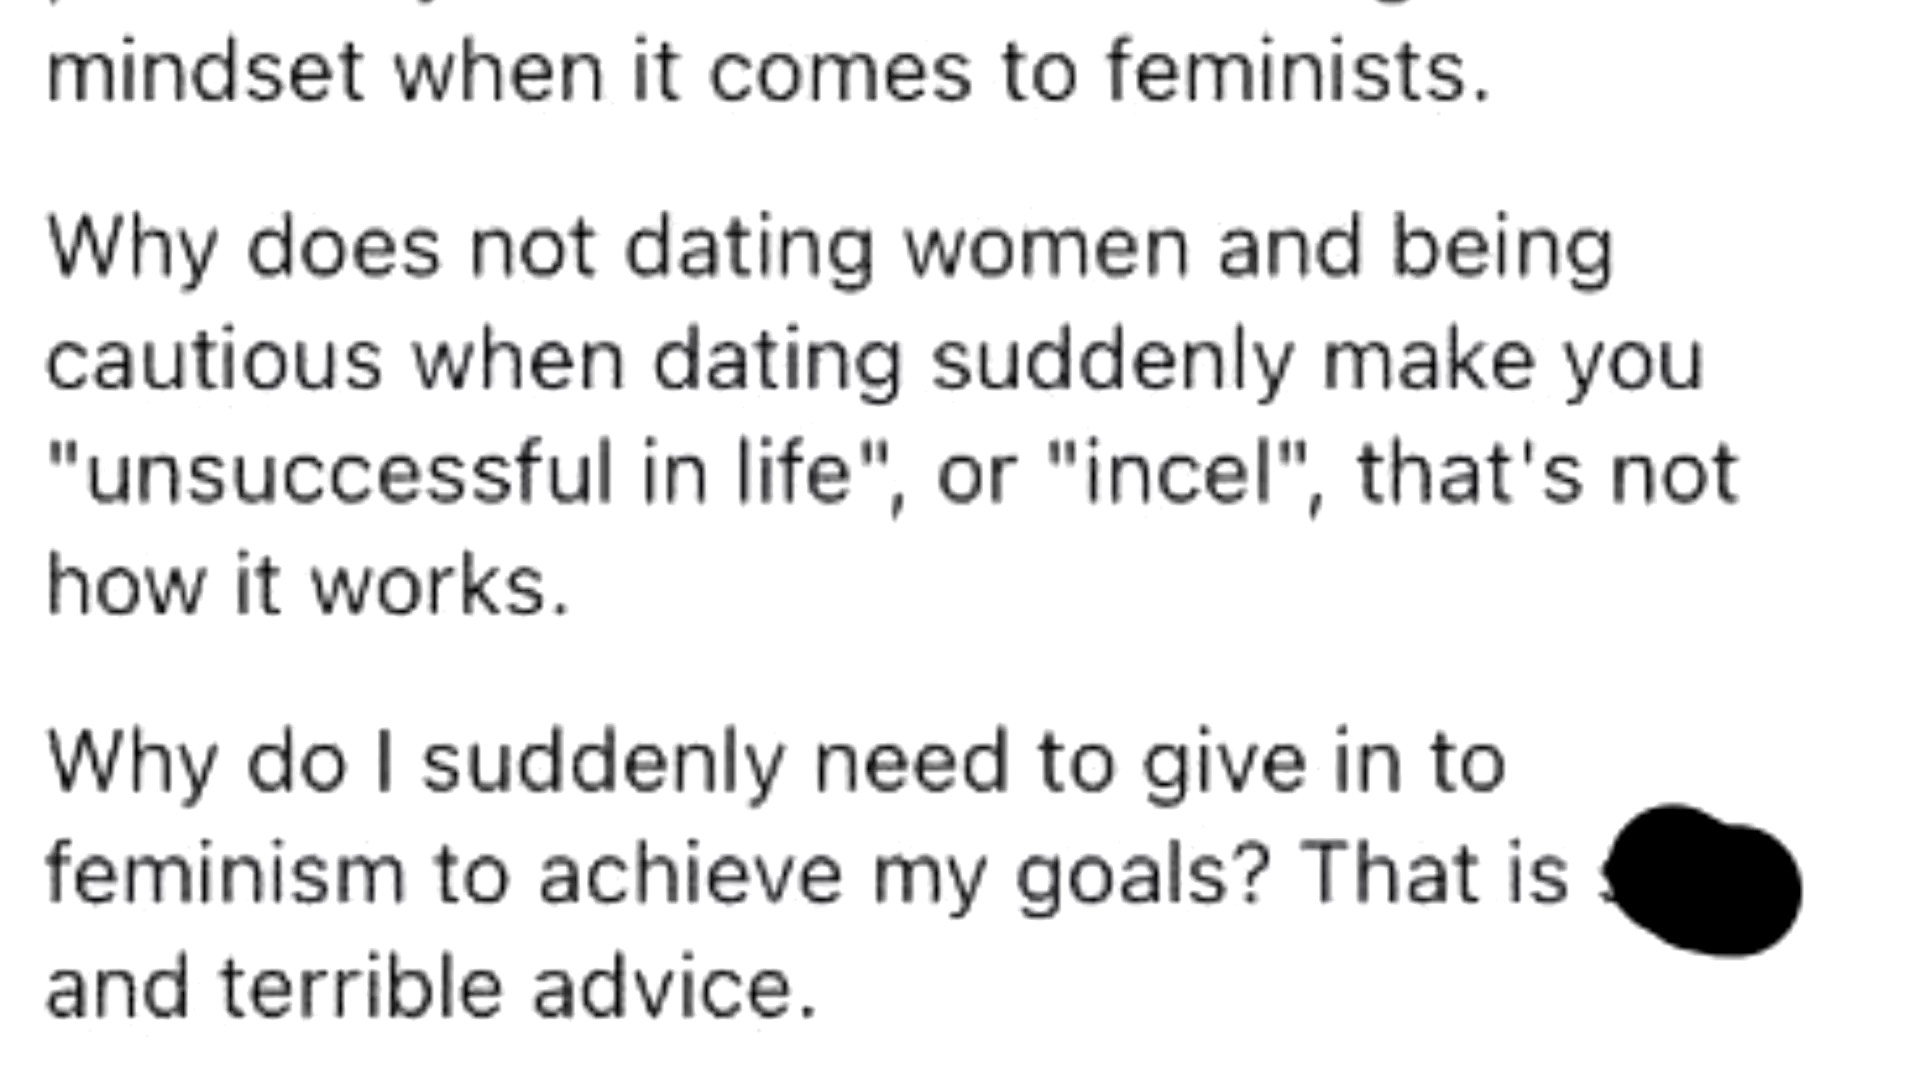 mindset when it comes to feminists.
Why does not dating women and being
cautious when dating suddenly make you
"unsuccessful in life", or "incel", that's not
how it works.
Why do I suddenly need to give in to
feminism to achieve my goals? That is
and terrible advice.